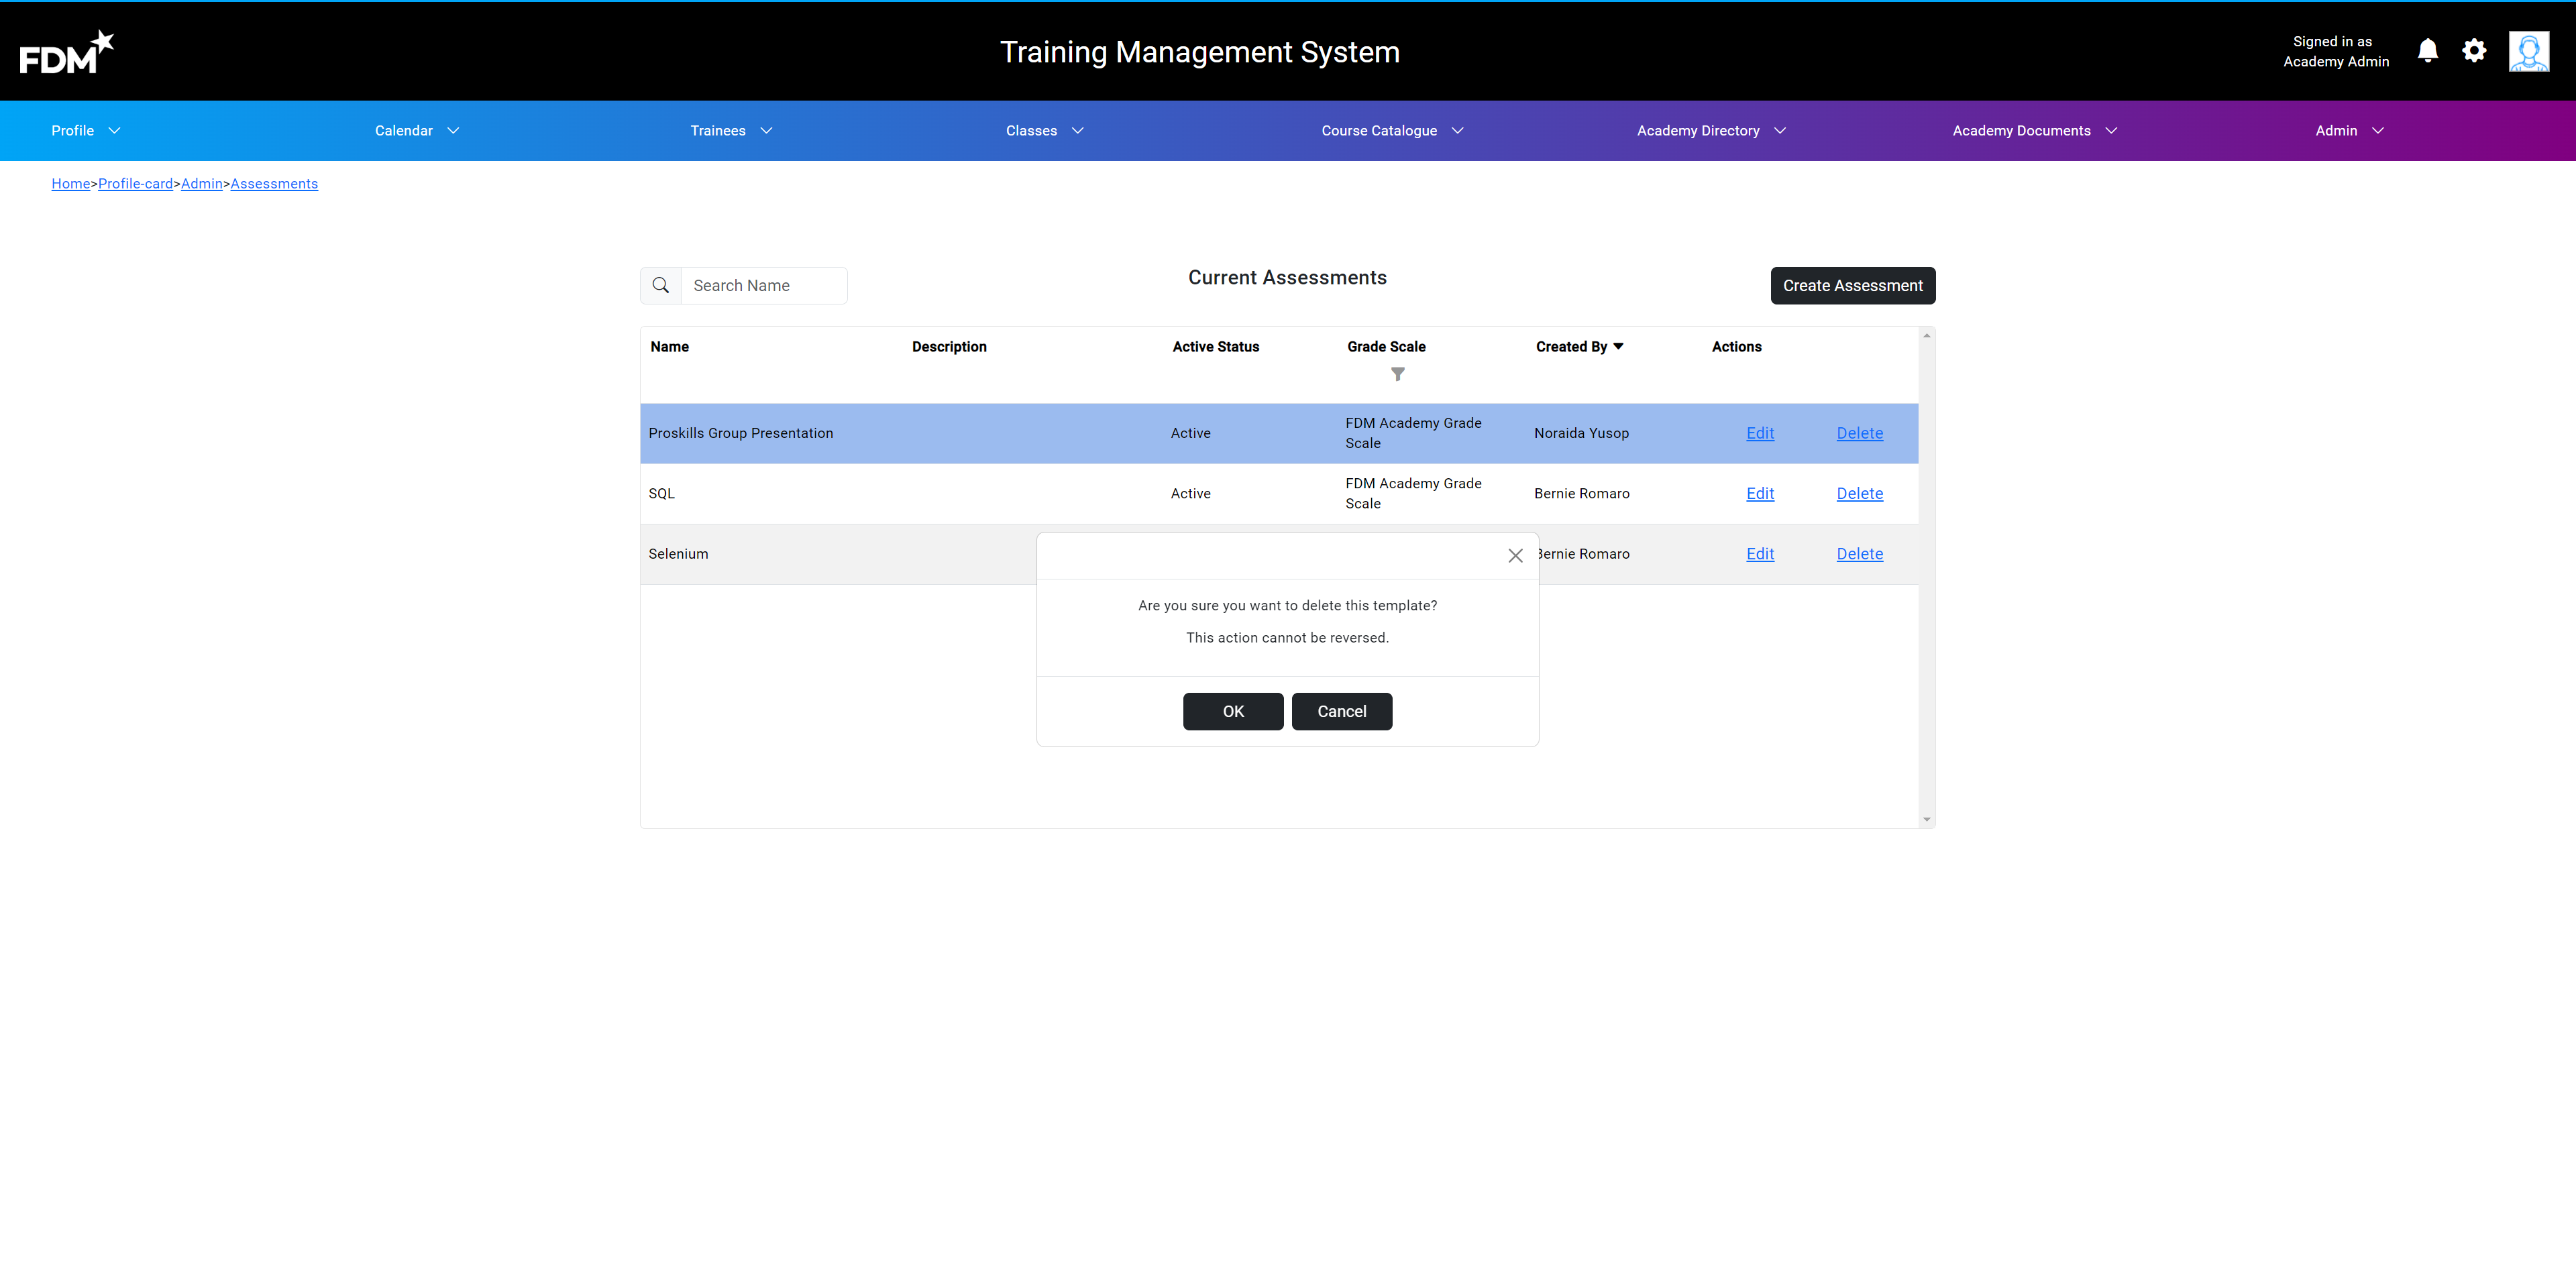 FDM
Training Management System
Signed in as
Academy Admin
Profile
Calendar
Trainees
Classes
Course Catalogue
Academy Directory
Academy Documents
Admin
Home>Profile-card>Admin>Assessments
Search Name
Current Assessments
Create Assessment
Name
Description
Active Status
Grade Scale
Created By
Actions
Proskills Group Presentation
Active
FDM Academy Grade
Scale
Noraida Yusop
Edit
Delete
SQL
Active
FDM Academy Grade
Scale
Bernie Romaro
Edit
Delete
Selenium
Bernie Romaro
Edit
Delete
Are you sure you want to delete this template?
This action cannot be reversed.
OK
Cancel